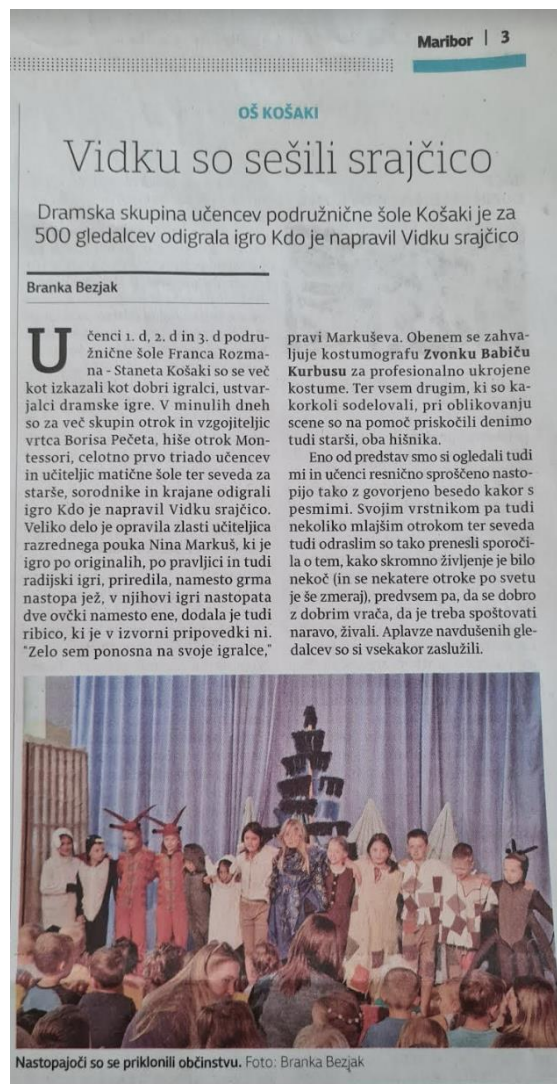 Maribor | 3
OŠ KOŠAKI
Vidku so sešili srajčico
Dramska skupina učencev podružnične šole Košaki je za
500 gledalcev odigrala igro Kdo je napravil Vidku srajčico
Branka Bezjak
Učenci 1. d, 2. d in 3. d podru-
žnične šole Franca Rozma-
na - Staneta Košaki so se več
kot izkazali kot dobri igralci, ustvar-
jalci dramske igre. V minulih dneh
so za več skupin otrok in vzgojiteljic
vrtca Borisa Pečeta, hiše otrok Mon-
tessori, celotno prvo triado učencev
in učiteljic matične šole ter seveda za
starše, sorodnike in krajane odigrali
igro Kdo je napravil Vidku srajčico.
Veliko delo je opravila zlasti učiteljica
razrednega pouka Nina Markuš, ki je
igro po originalih, po pravljici in tudi
radijski igri, priredila, namesto grma
nastopa jež, v njihovi igri nastopata
dve ovčki namesto ene, dodala je tudi
ribico, ki je v izvorni pripovedki ni.
"Zelo sem ponosna na svoje igralce,"
pravi Markuševa. Obenem se zahva-
ljuje kostumografu Zvonku Babiču
Kurbusu za profesionalno ukrojene
kostume. Ter vsem drugim, ki so ka-
korkoli sodelovali, pri oblikovanju
scene so na pomoč priskočili denimo
tudi starši, oba hišnika.
Eno od predstav smo si ogledali tudi
mi in učenci resnično sproščeno nasto-
pijo tako z govorjeno besedo kakor s
pesmimi. Svojim vrstnikom pa tudi
nekoliko mlajšim otrokom ter seveda
tudi odraslim so tako prenesli sporoči-
la o tem, kako skromno življenje je bilo
nekoč (in se nekatere otroke po svetu
je še zmeraj), predvsem pa, da se dobro
z dobrim vrača, da je treba spoštovati
naravo, živali. Aplavze navdušenih gle-
dalcev so si vsekakor zaslužili.
Nastopajoči so se priklonili občinstvu. Foto: Branka Bezjak